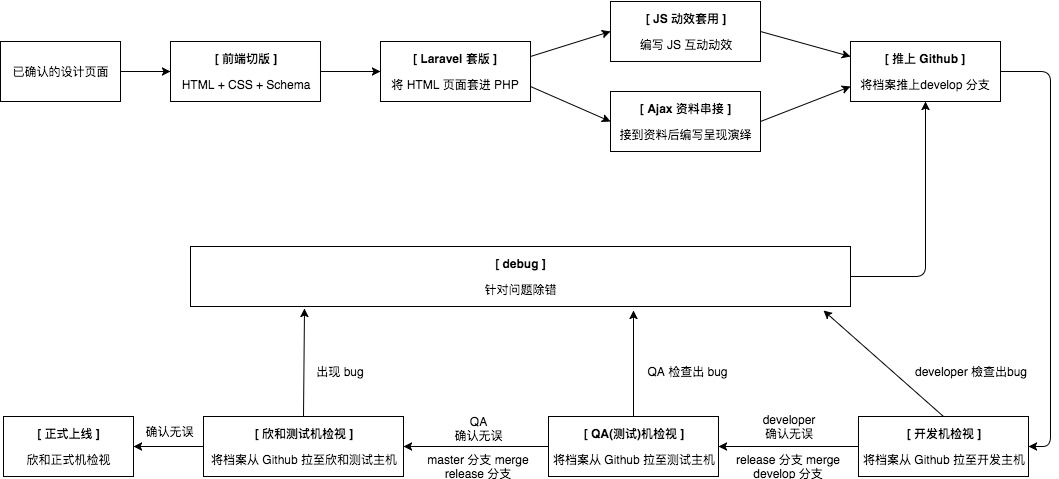 已确认的设计页面
[ 前端切版 ]
HTML + CSS + Schema
[ Laravel 套版 ]
将 HTML 页面套进 PHP
[ JS 动效套用 ]
编写 JS 互动动效
[ Ajax 资料串接 ]
接到资料后编写呈现演绎
[ 推上 Github ]
将档案推上develop 分支
[ debug ]
针对问题除错
出现 bug
QA 检查出 bug
developer 檢查出bug
[ 正式上线 ]
欣和正式机检视
确认无误
[ 欣和测试机检视 ]
将档案从 Github 拉至欣和测试主机
QA
确认无误
master 分支 merge
release 分支
[ QA(测试)机检视 ]
将档案从 Github 拉至测试主机
developer
确认无误
release 分支 merge
develop 分支
[ 开发机检视 ]
将档案从 Github 拉至开发主机